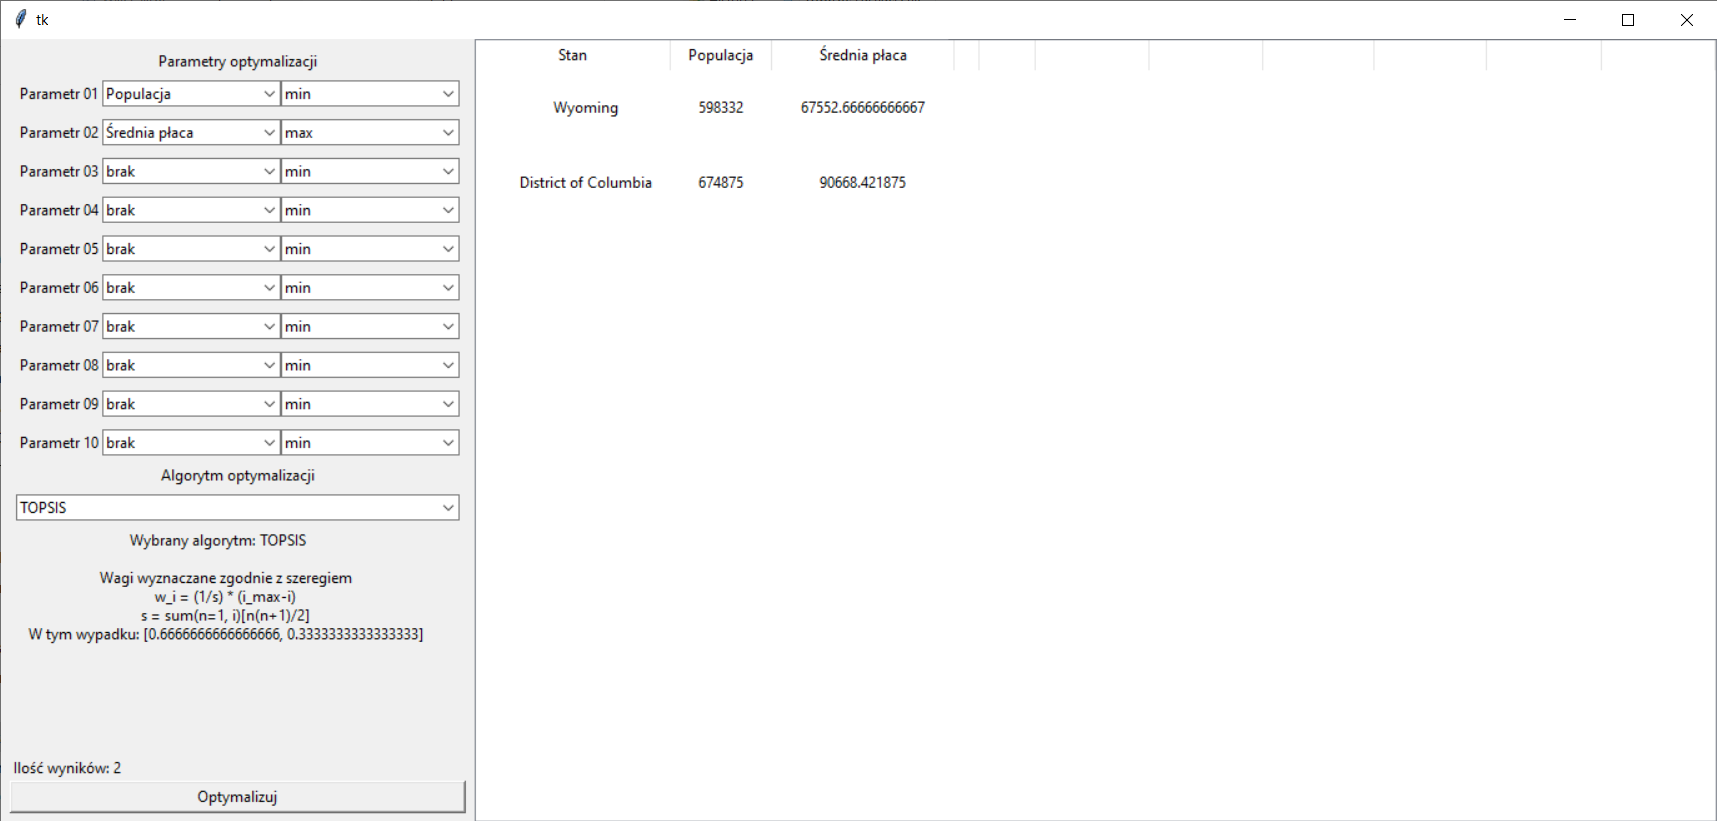 tk
Parametry optymalizacji
Parametr 01 Populacja min
Parametr 02 Średnia płaca max
Parametr 03 brak min
Parametr 04 brak min
Parametr 05 brak min
Parametr 06 brak min
Parametr 07 brak min
Parametr 08 brak min
Parametr 09 brak min
Parametr 10 brak min
Algorytm optymalizacji
TOPSIS
Wybrany algorytm: TOPSIS
Wagi wyznaczane zgodnie z szeregiem
w_i = (1/s) * (i_max-i)
s = sum(n=1, i)[n(n+1)/2]
W tym wypadku: [0.6666666666666666, 0.3333333333333333]
Ilość wyników: 2
Optymalizuj
Stan Populacja Średnia płaca
Wyoming 598332 67552.66666666667
District of Columbia 674875 90668.421875